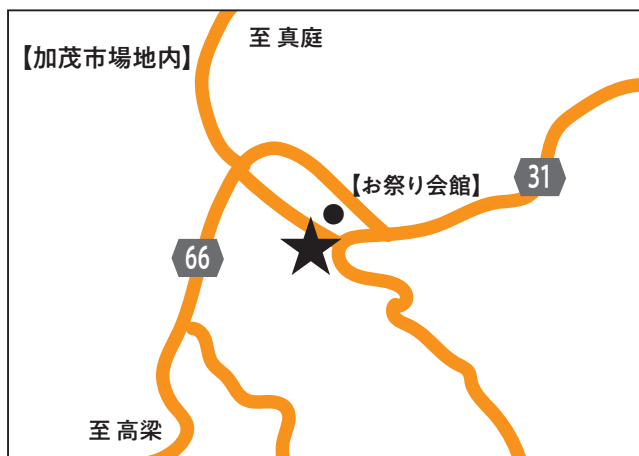 至 真庭
【加茂市場地内】
【お祭り会館】
31
66
至 高梁